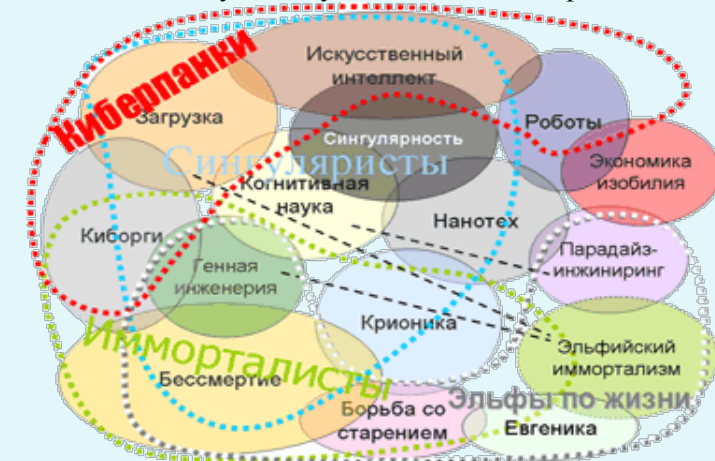 Киберпанки
Искусственный
интеллект
Загрузка
Роботы
Сингулярность
Экономика
изобилия
Сингуляристы
Когнитивная
наука
Нанотех
Киборги
Парадайз-
-инжиниринг
Генная
инженерия
Крионика
ИммортALисты
Эльфийский
иммортализм
Бессмертие
Эльфы по жизни
Борьба со
старением
Евгеника